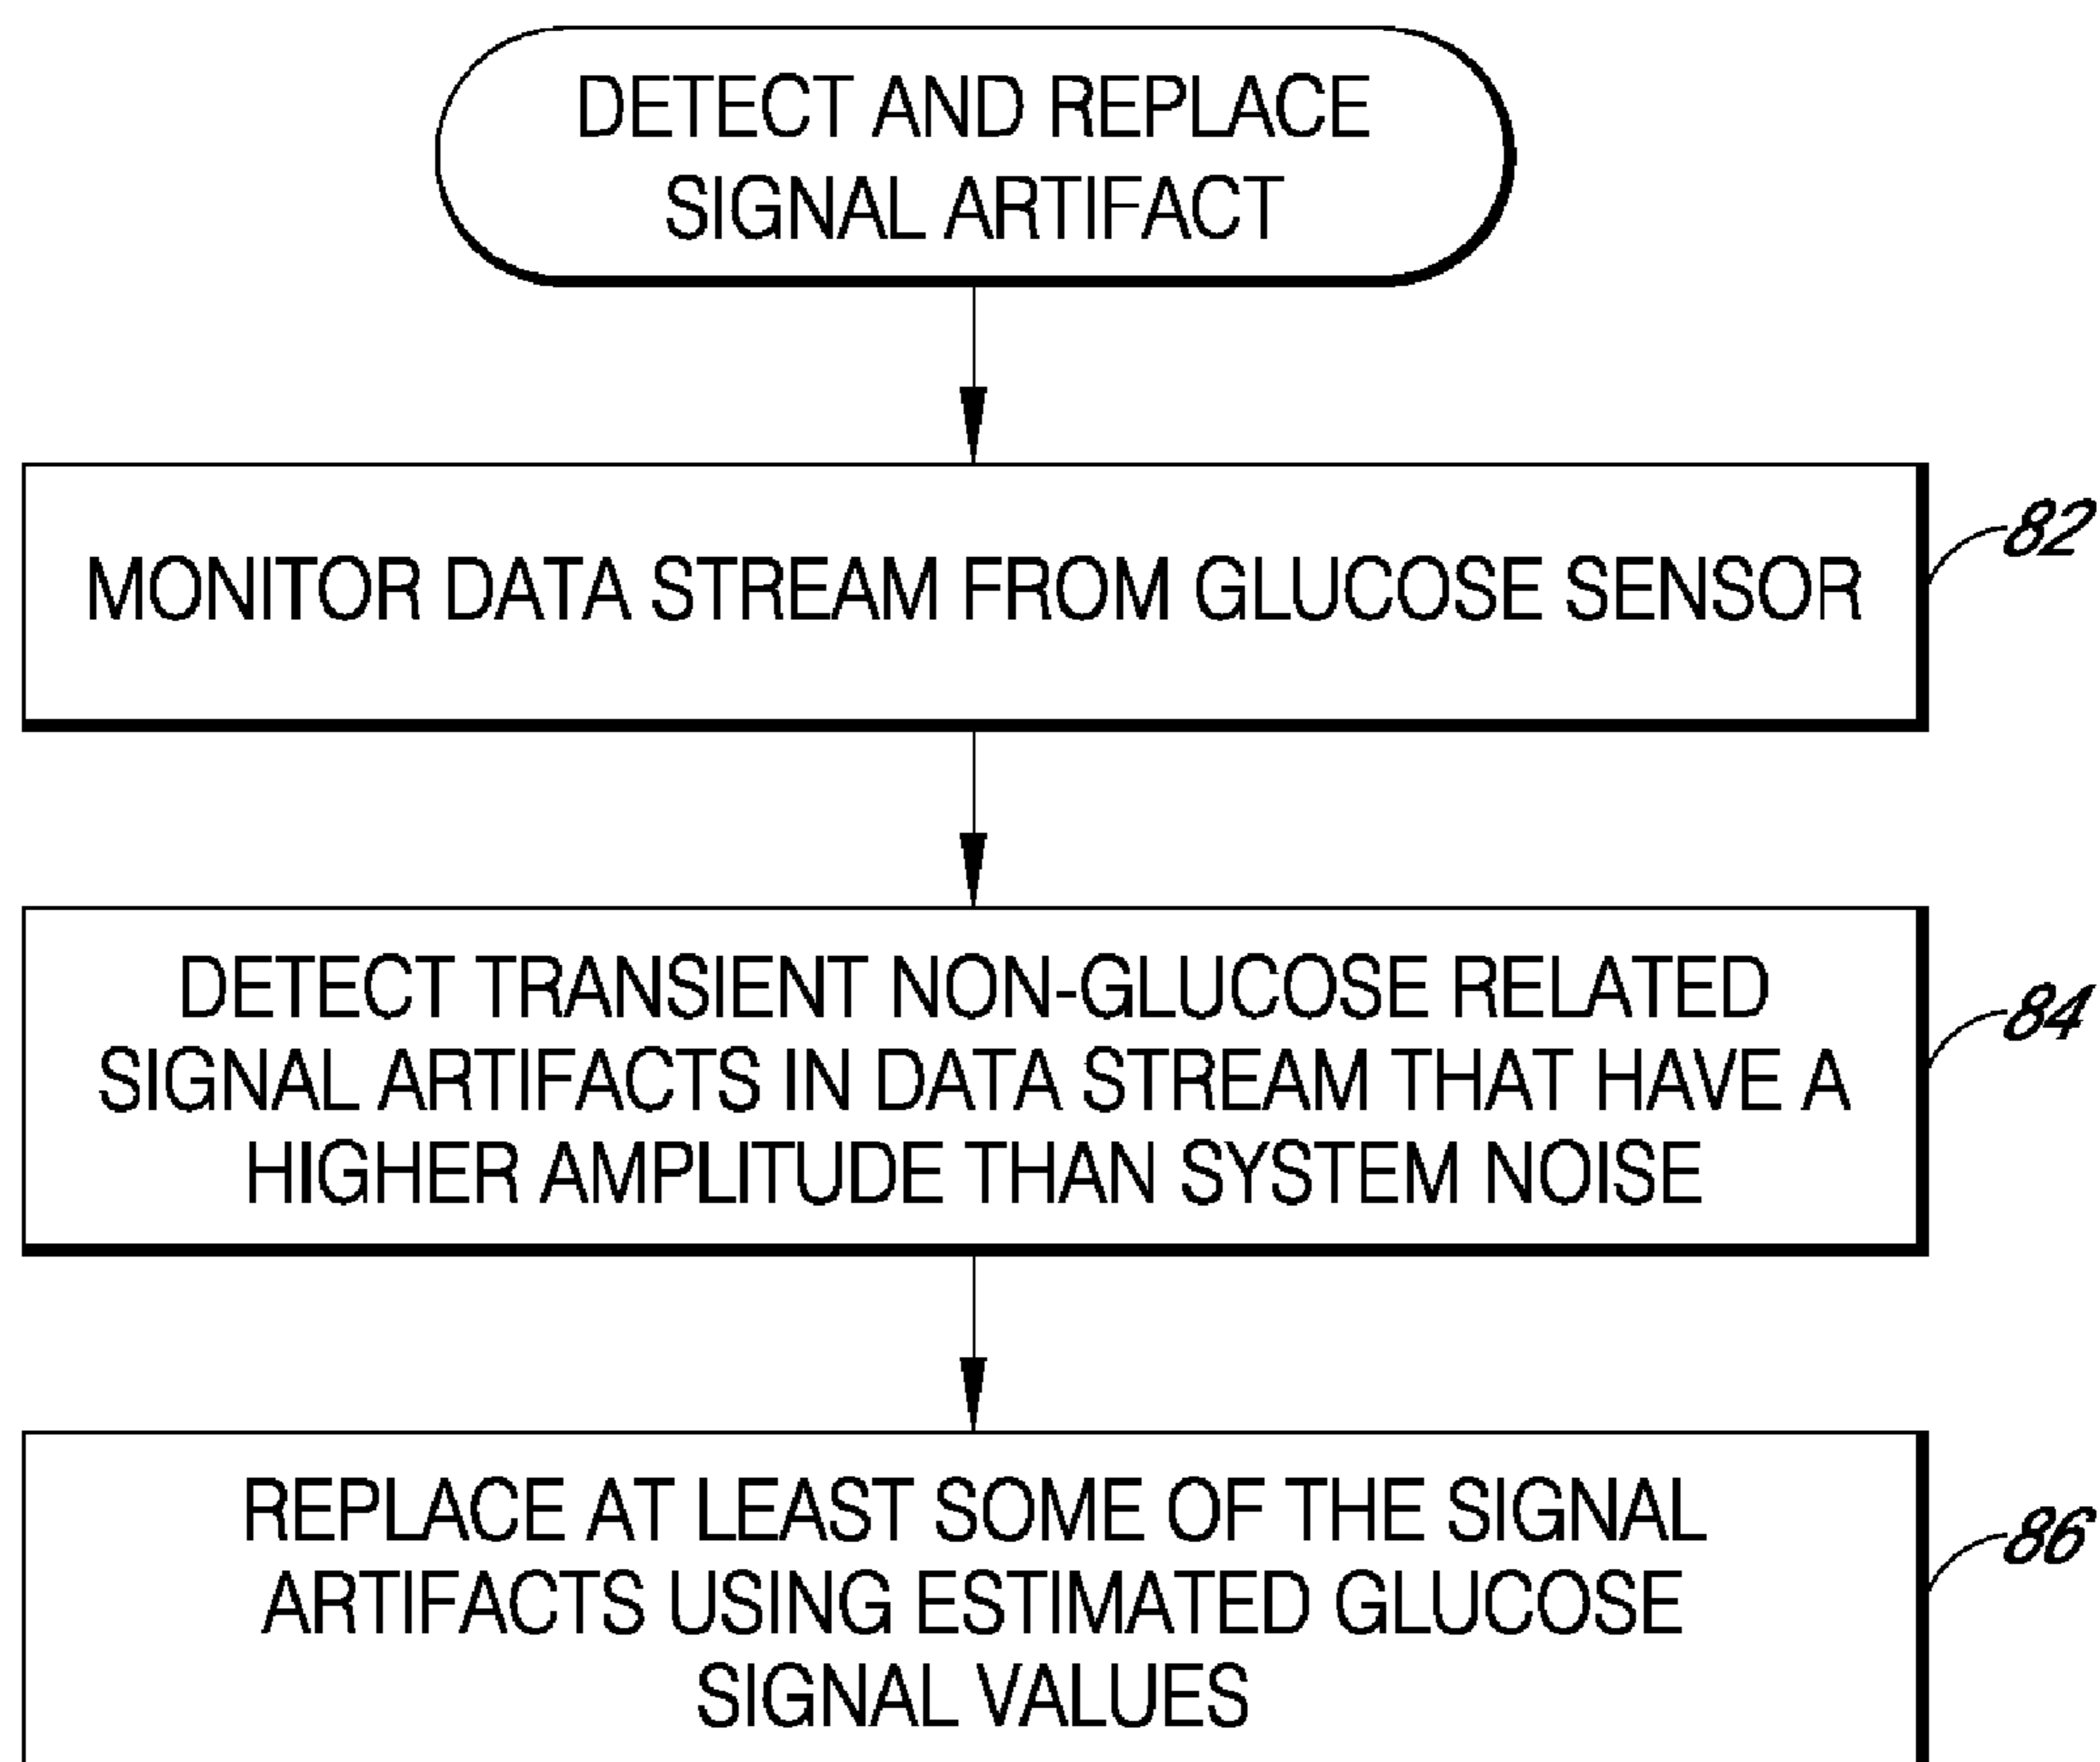 DETECT AND REPLACE
SIGNAL ARTIFACT
MONITOR DATA STREAM FROM GLUCOSE SENSOR
82
DETECT TRANSIENT NON-GLUCOSE RELATED
SIGNAL ARTIFACTS IN DATA STREAM THAT HAVE A
HIGHER AMPLITUDE THAN SYSTEM NOISE
84
REPLACE AT LEAST SOME OF THE SIGNAL
ARTIFACTS USING ESTIMATED GLUCOSE
SIGNAL VALUES
86